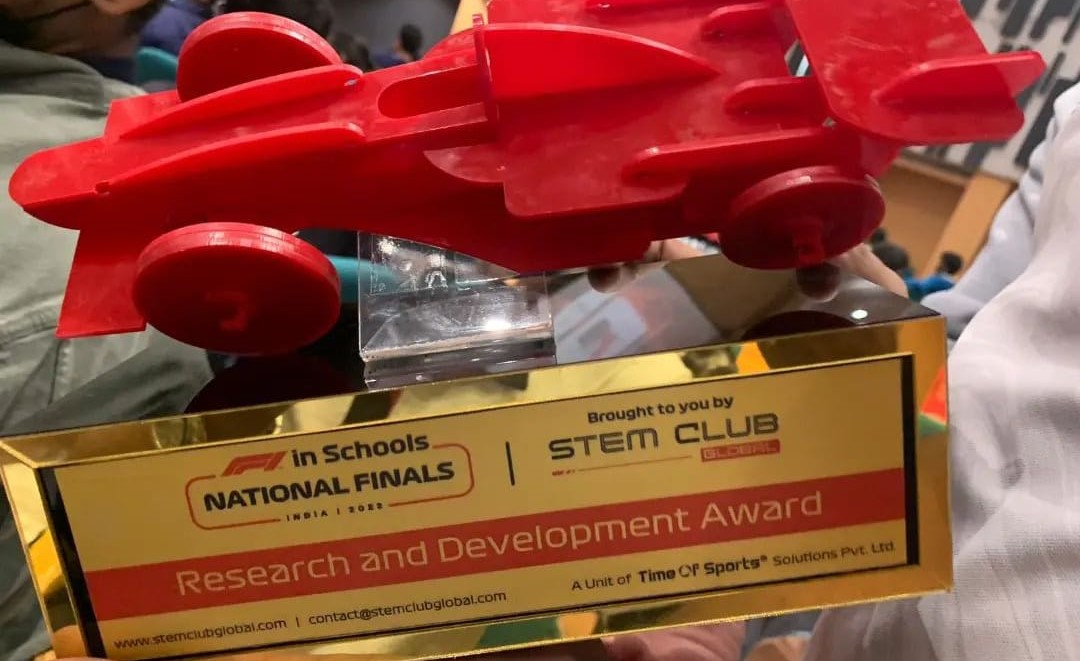 F1 in Schools
NATIONAL FINALS
INDIA | 2022
Brought to you by
STEM CLUB
GLOBAL
Research and Development Award
www.stemclubglobal.com | contact@stemclubglobal.com
A Unit of Time Of Sports® Solutions Pvt. Ltd.